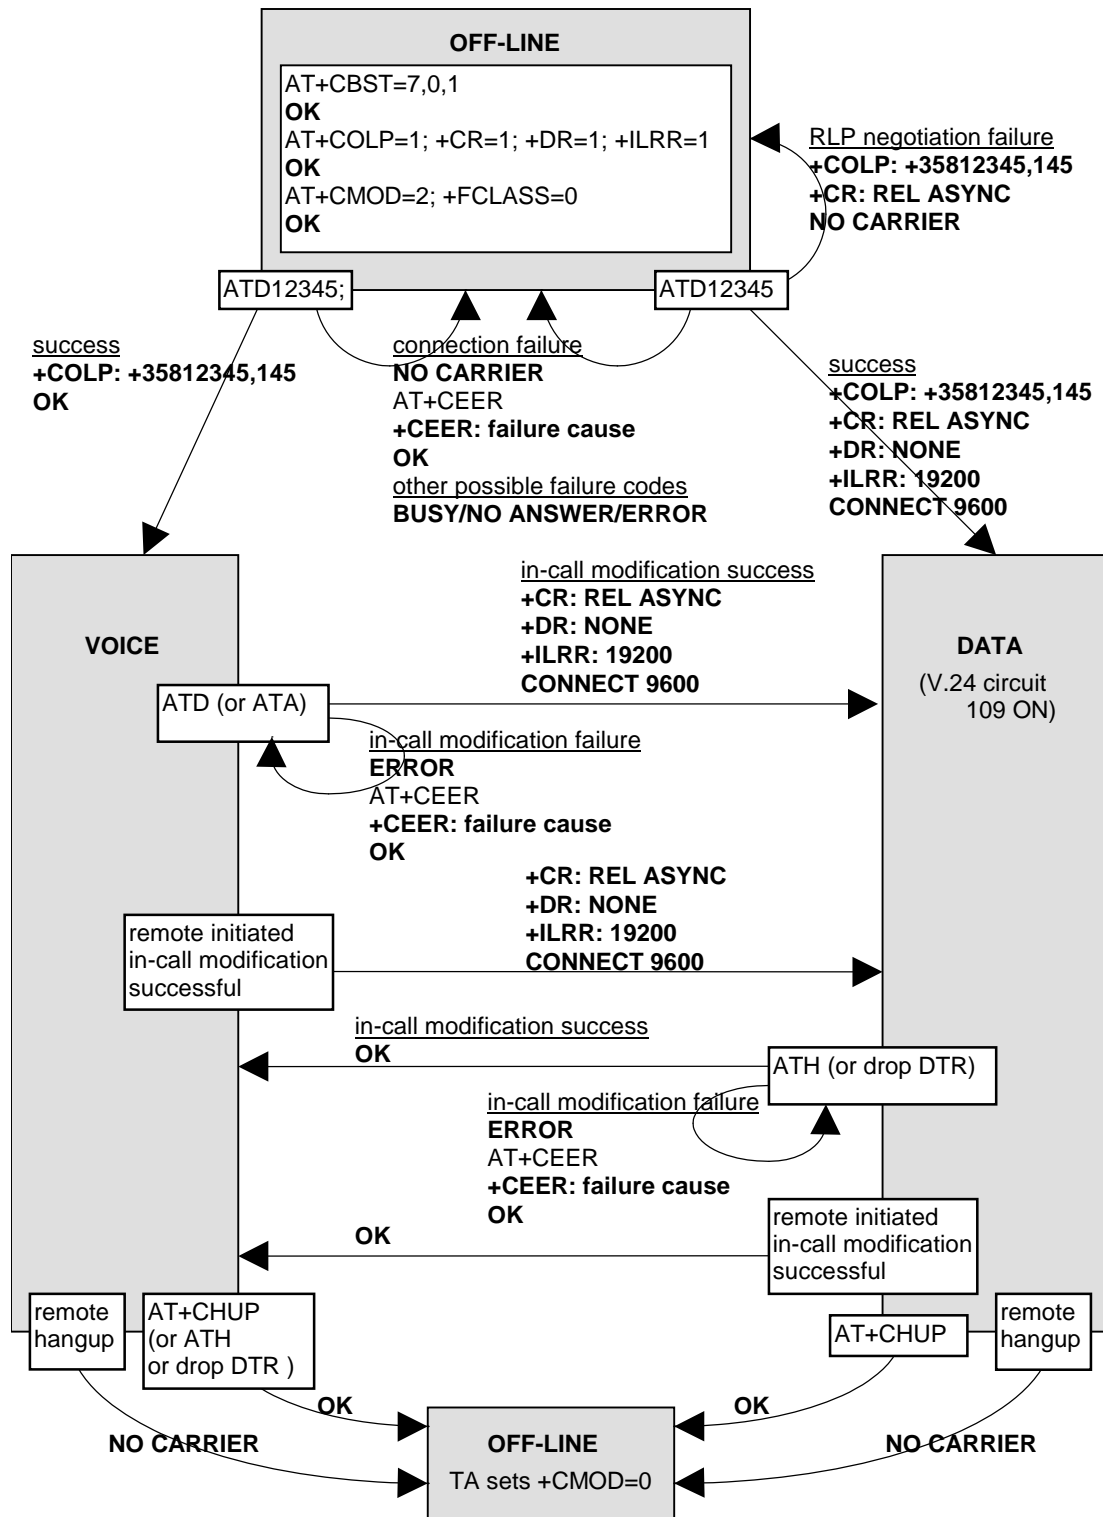 OFF-LINE
AT+CBST=7,0,1
OK
AT+COLP=1; +CR=1; +DR=1; +ILRR=1
OK
AT+CMOD=2; +FCLASS=0
OK
RLP negotiation failure
+COLP: +35812345,145
+CR: REL ASYNC
NO CARRIER
ATD12345;
ATD12345
success
+COLP: +35812345,145
OK
connection failure
NO CARRIER
AT+CEER
+CEER: failure cause
OK
other possible failure codes
BUSY/NO ANSWER/ERROR
success
+COLP: +35812345,145
+CR: REL ASYNC
+DR: NONE
+ILRR: 19200
CONNECT 9600
VOICE
in-call modification success
+CR: REL ASYNC
+DR: NONE
+ILRR: 19200
CONNECT 9600
DATA
(V.24 circuit
109 ON)
ATD (or ATA)
in-call modification failure
ERROR
AT+CEER
+CEER: failure cause
OK
+CR: REL ASYNC
+DR: NONE
+ILRR: 19200
CONNECT 9600
remote initiated
in-call modification
successful
in-call modification success
OK
ATH (or drop DTR)
in-call modification failure
ERROR
AT+CEER
+CEER: failure cause
OK
OK
remote initiated
in-call modification
successful
remote
hangup
AT+CHUP
(or ATH
or drop DTR )
AT+CHUP
remote
hangup
OK
OK
NO CARRIER
NO CARRIER
OFF-LINE
TA sets +CMOD=0